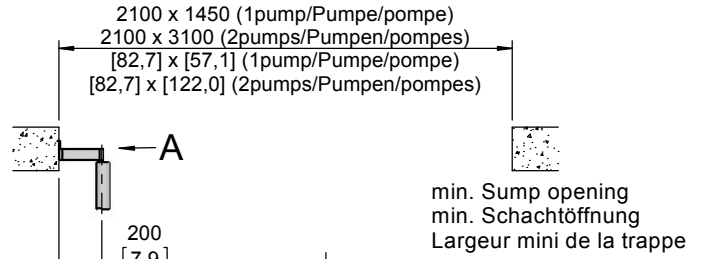 2100 x 1450 (1pump/Pumpe/pompe)
2100 x 3100 (2pumps/Pumpen/pompes)
[82,7] x [57,1] (1pump/Pumpe/pompe)
[82,7] x [122,0] (2pumps/Pumpen/pompes)
A
min. Sump opening
min. Schachtöffnung
Largeur mini de la trappe
200
[7,9]